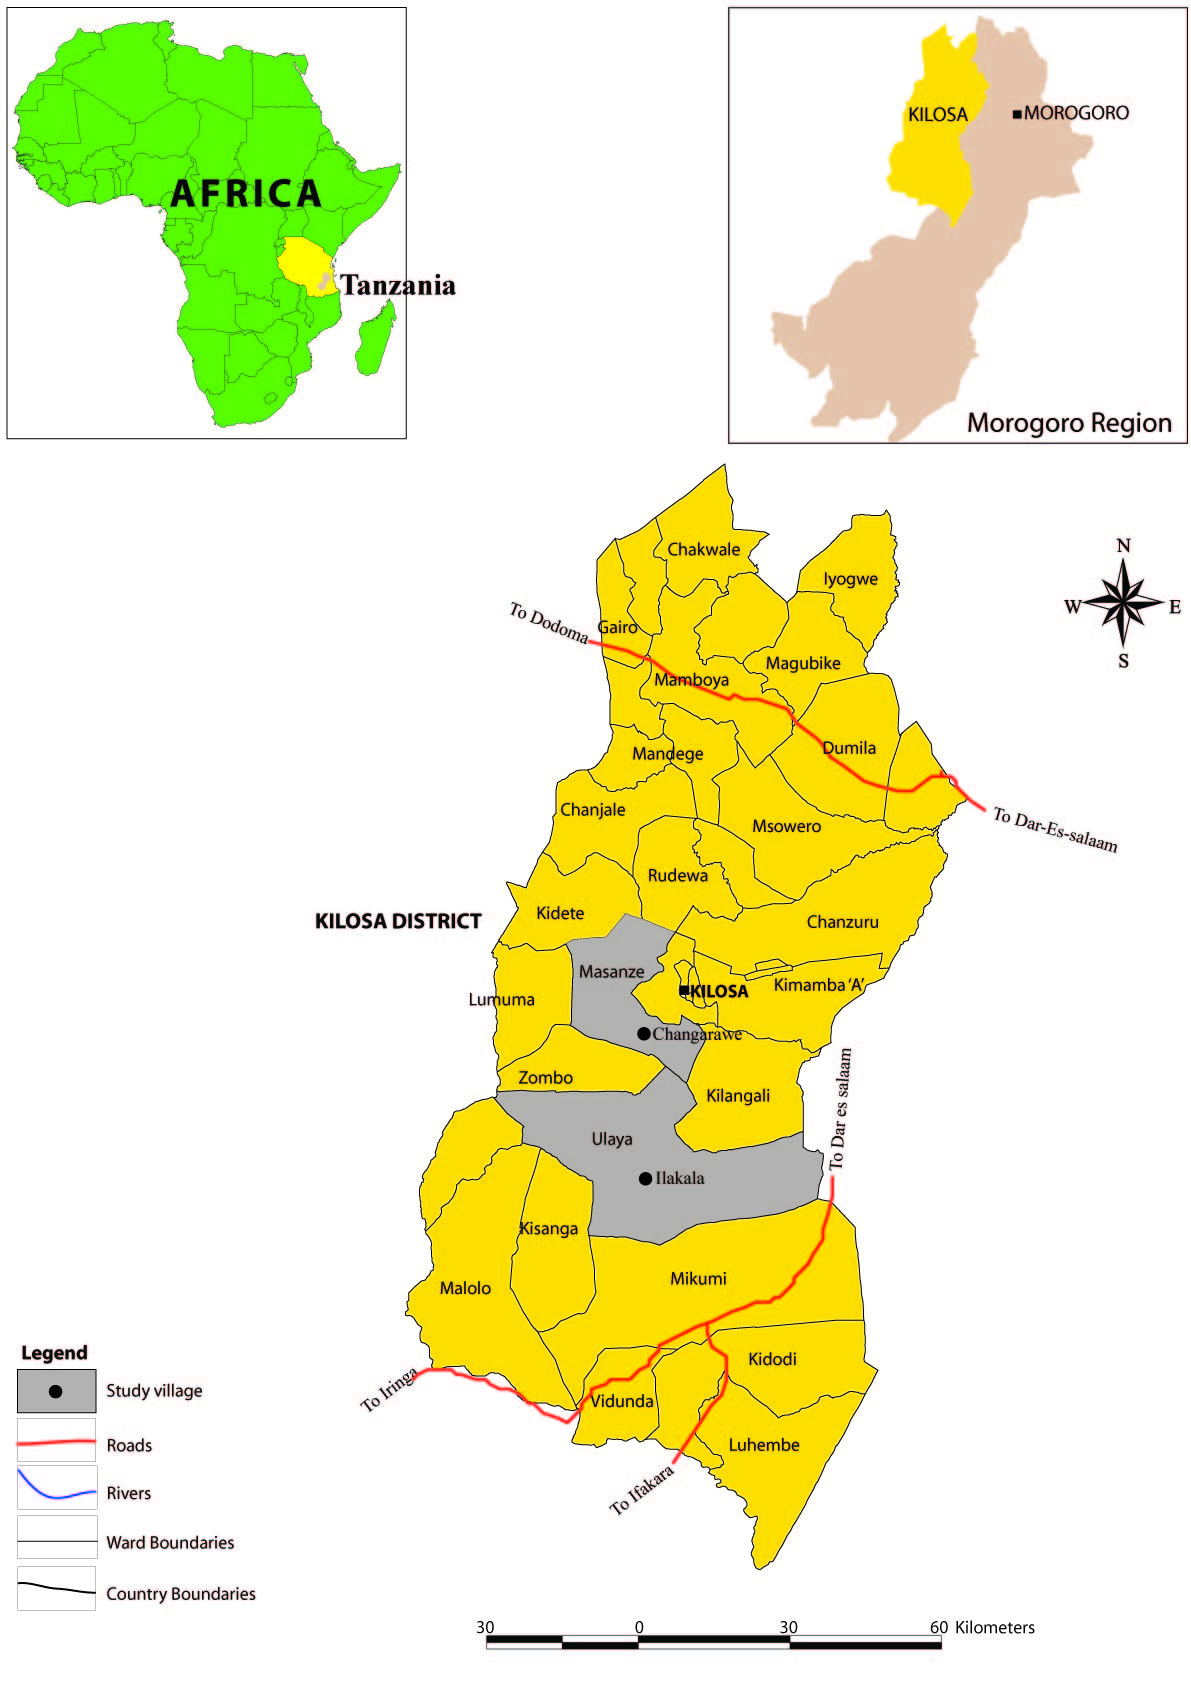 AFRICA
Tanzania
KILOSA
MOROGORO
Morogoro Region
N
W
E
S
Chakwale
Iyogwe
To Dodoma
Gairo
Magubike
Mamboya
Dumila
Mandege
To Dar-Es-salaam
Chanjale
Msowero
Rudewa
Kidete
KILOSA DISTRICT
Chanzuru
Masanze
KILOSA
Kimamba 'A'
Lumuma
Changarawe
Zombo
Kilangali
To Dar es salaam
Ulaya
Ilakala
Kisanga
Mikumi
Malolo
Kidodi
To Iringa
Vidunda
Luhembe
To Ifakara
Legend
Study village
Roads
Rivers
Ward Boundaries
Country Boundaries
30 0 30 60 Kilometers